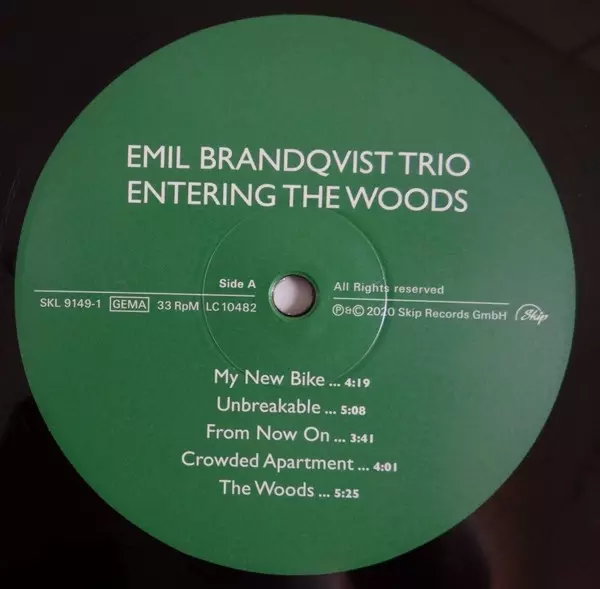 EMIL BRANDQVIST TRIO
ENTERING THE WOODS
Side A
All Rights reserved
SKL 9149-1 GEMA 33 RpM LC 10482
℗&© 2020 Skip Records GmbH Skip
My New Bike ... 4:19
Unbreakable ... 5:08
From Now On ... 3:41
Crowded Apartment ... 4:01
The Woods ... 5:25